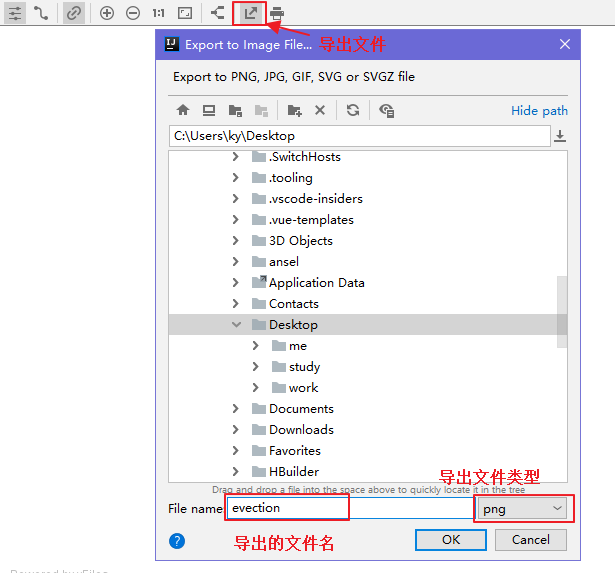 1:1
导出文件
Export to Image File...
Export to PNG, JPG, GIF, SVG or SVGZ file
Hide path
C:\Users\ky\Desktop
.SwitchHosts
.tooling
.vscode-insiders
.vue-templates
3D Objects
ansel
Application Data
Contacts
Desktop
me
study
work
Documents
Downloads
Favorites
HBuilder
导出文件类型
Drag and drop a file into the space above to quickly locate it in the tree
File name
evection
png
导出的文件名
? OK Cancel
Powered by yFiles